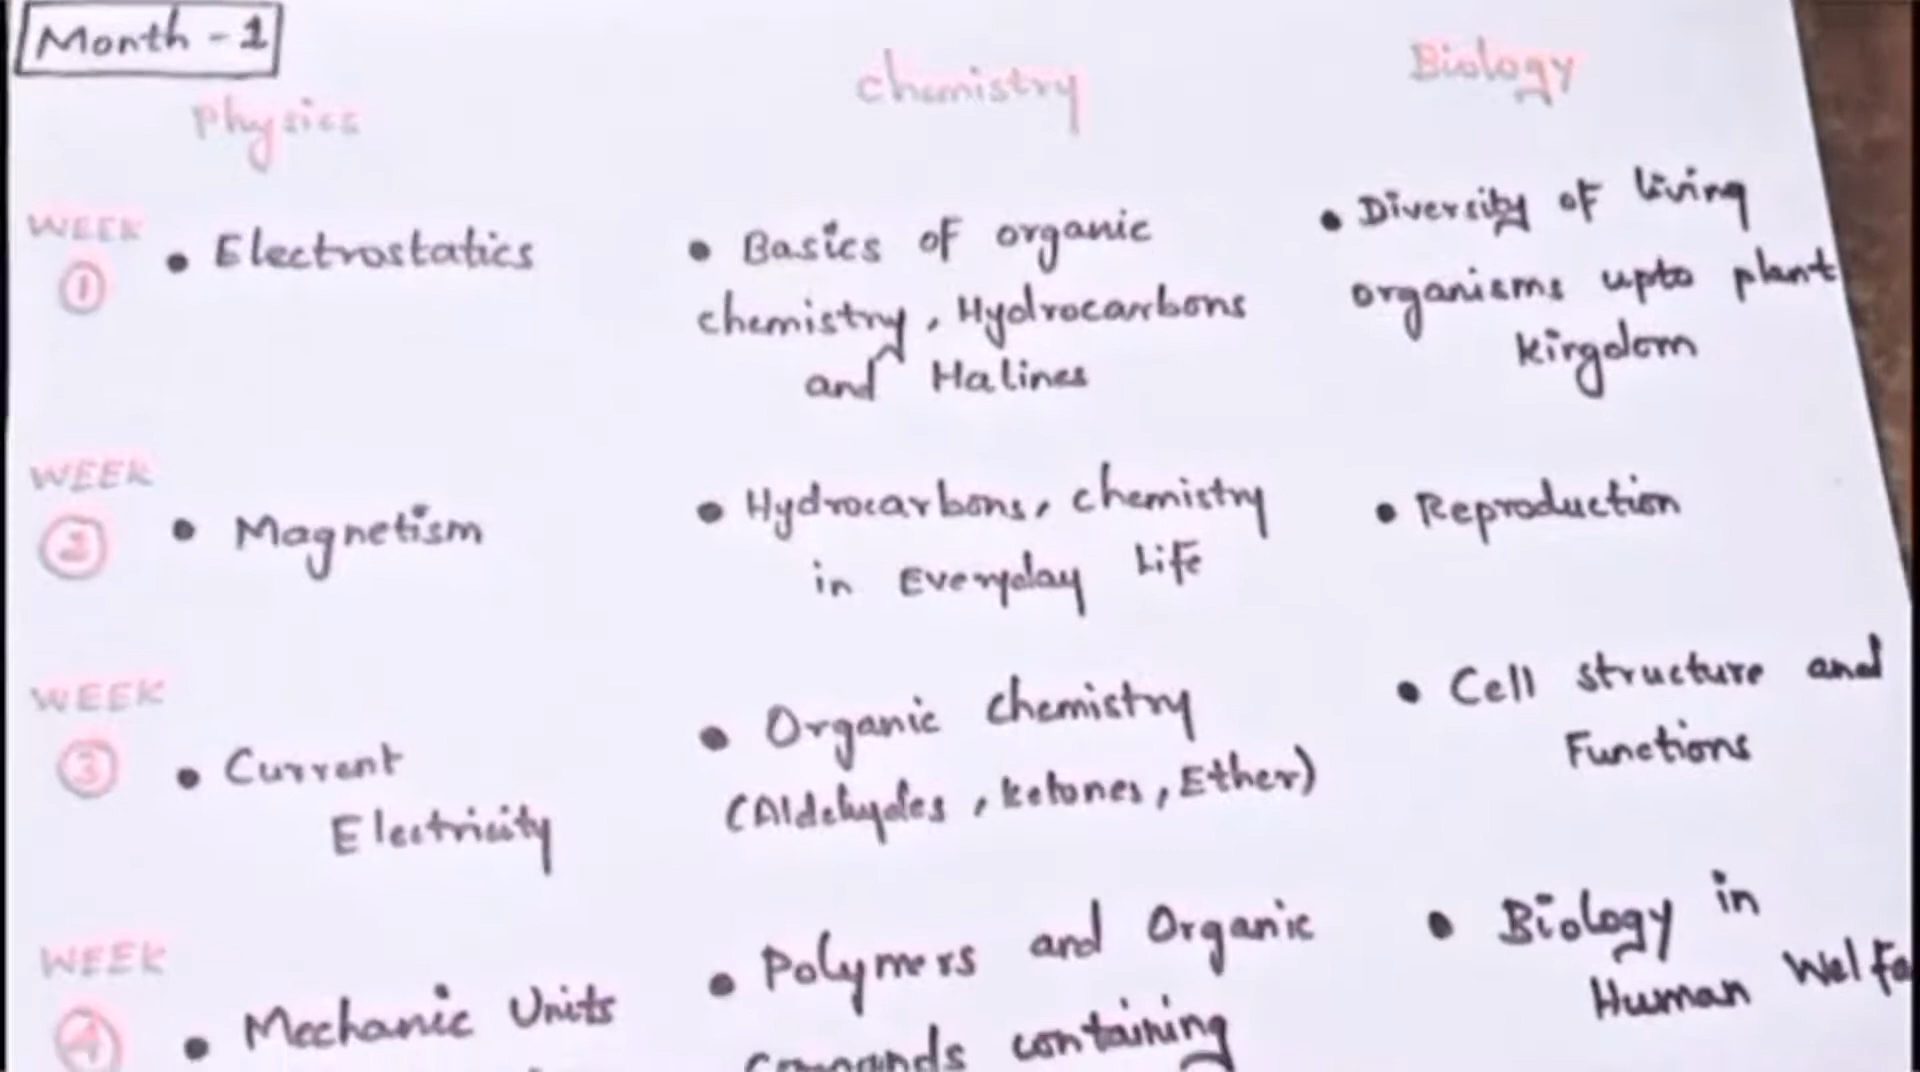 Month - 1
Physics
Chemistry
Biology
WEEK
1
• Electrostatics
• Basics of organic
chemistry, Hydrocarbons
and Halines
• Diversity of living
organisms upto plant
kingdom
WEEK
2
• Magnetism
• Hydrocarbons, chemistry
in Everyday Life
• Reproduction
WEEK
3
• Current
Electricity
• Organic chemistry
(Aldehydes, ketones, Ether)
• Cell structure and
Functions
WEEK
4
• Mechanic Units
• Polymers and Organic
containing
• Biology in
Human Welfa